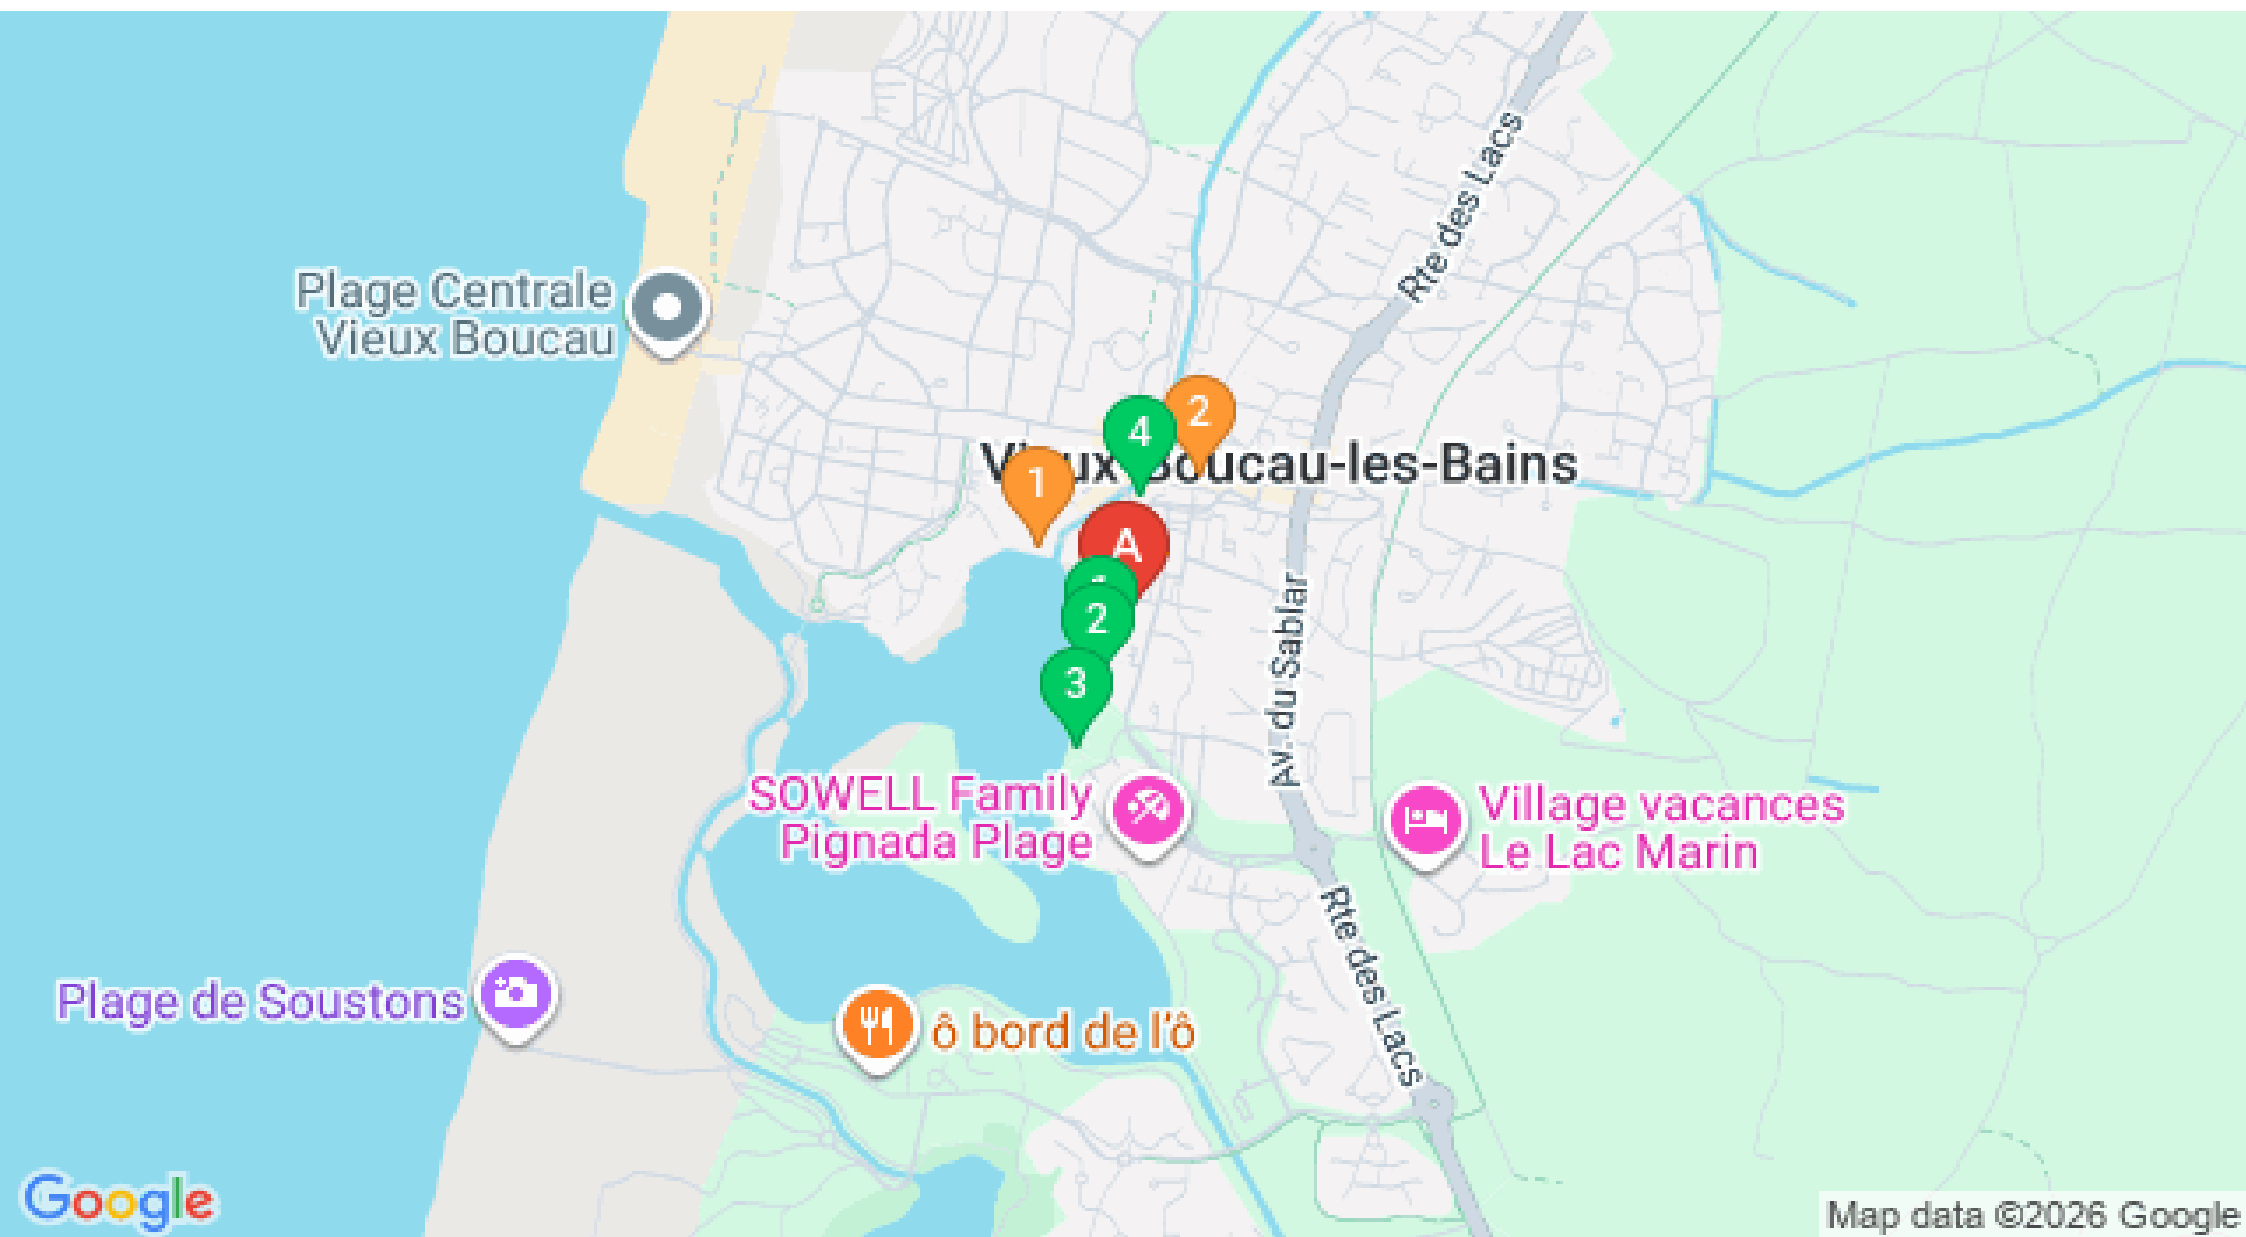 Rte des Lacs
Plage Centrale
Vieux Boucau
2
4
Boucau-les-Bains
1
A
2
Av. du Sablar
3
SOWELL Family
Pignada Plage
Village vacances
Le Lac Marin
Rte des Lacs
Plage de Soustons
ô bord de l'ô
Google
Map data ©2026 Google